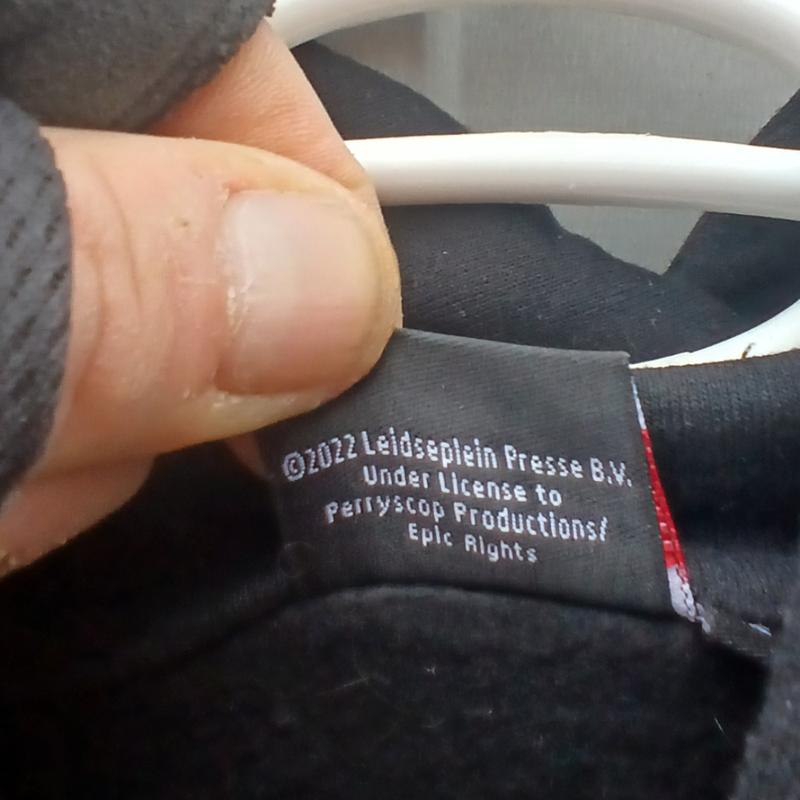 ©2022 Leidseplein Presse B.V.
Under License to
Perryscop Productions/
Epic Rights